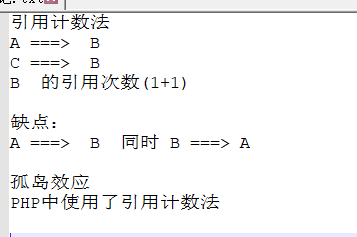 引用计数法
A ===>  B
C ===>  B
B  的引用次数(1+1)
缺点：
A ===>  B  同时 B ===> A
孤岛效应
PHP中使用了引用计数法